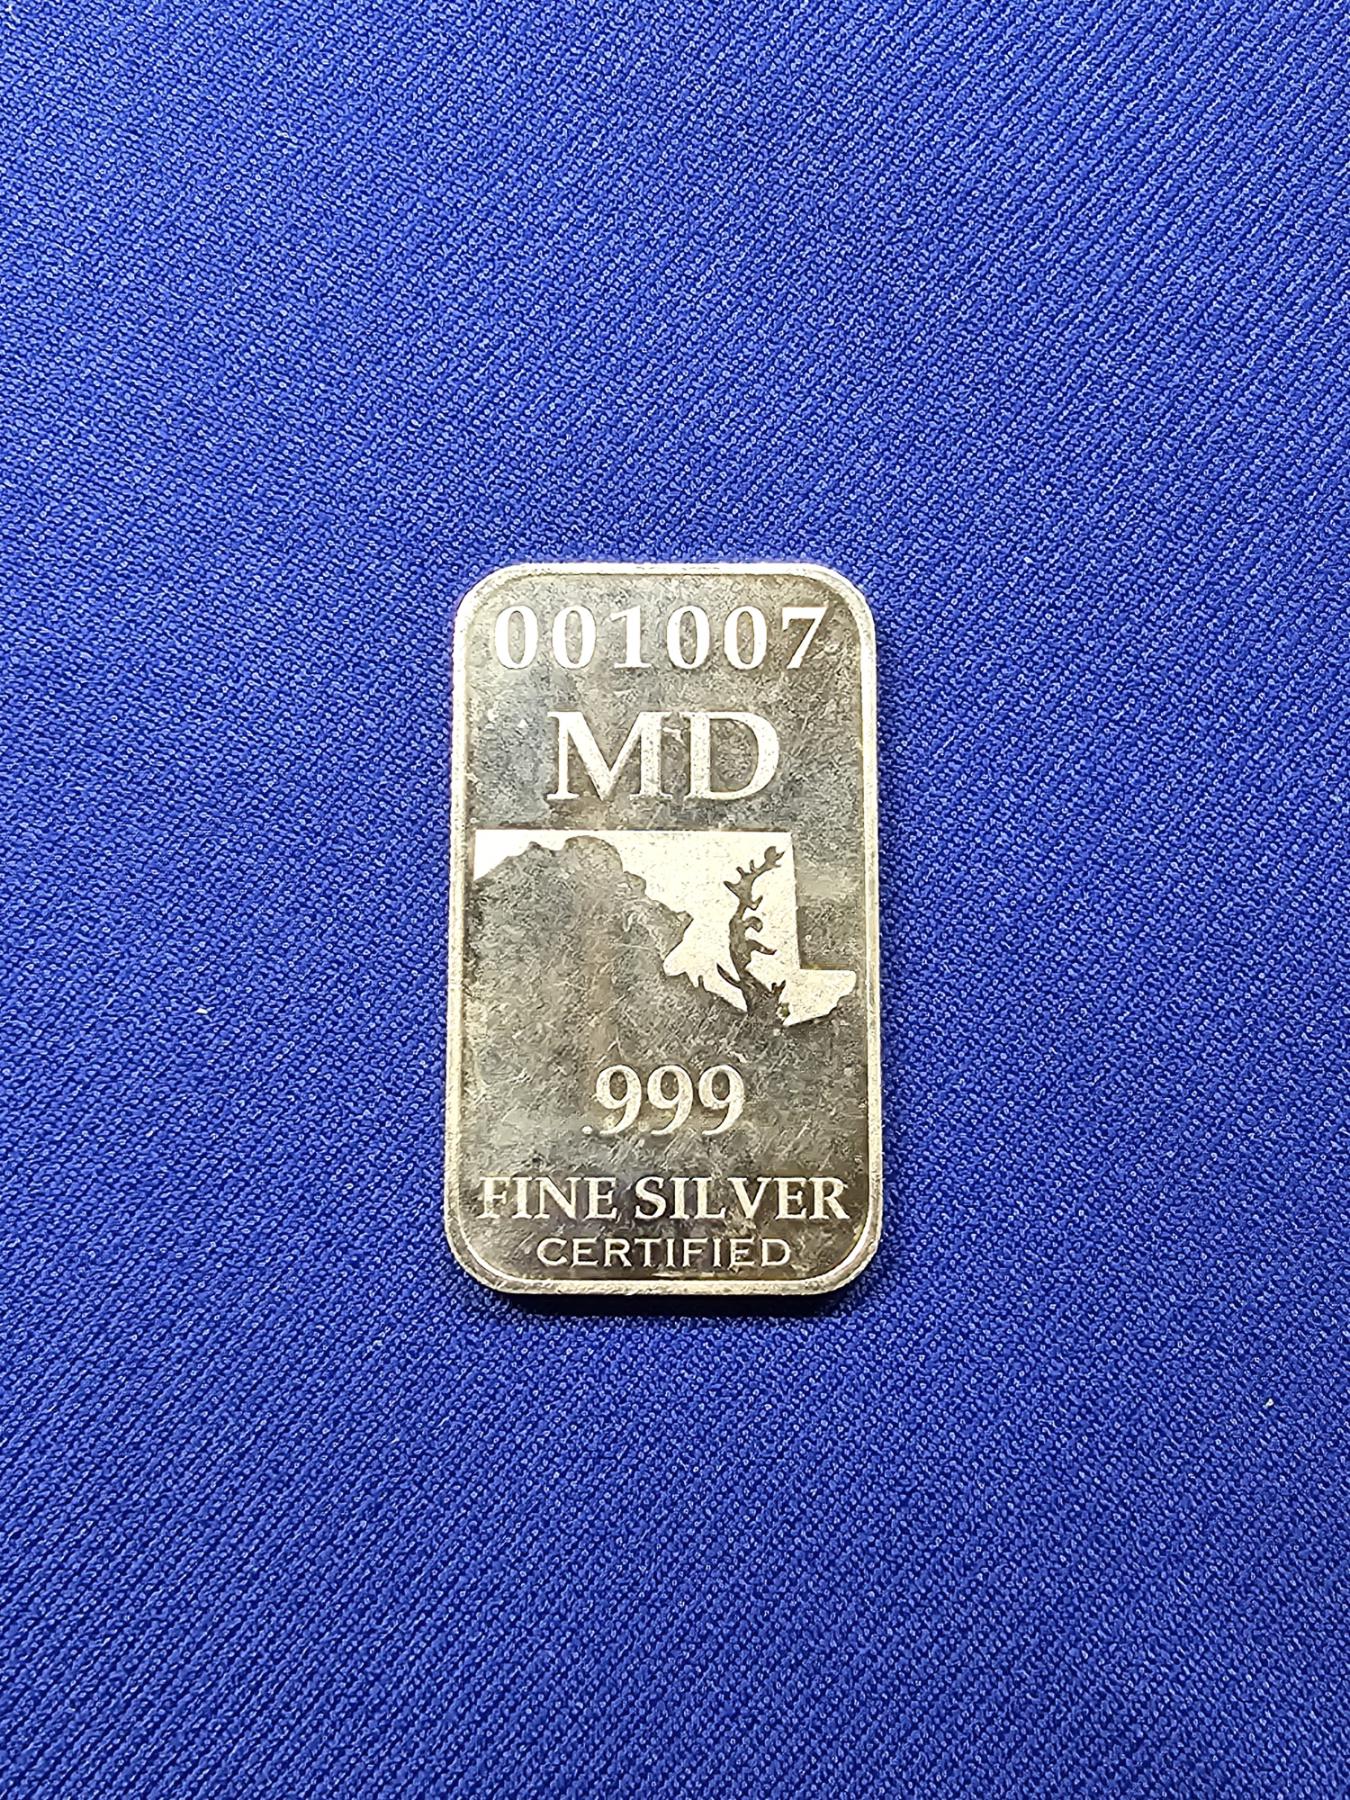 001007
MD
.999
FINE SILVER
CERTIFIED